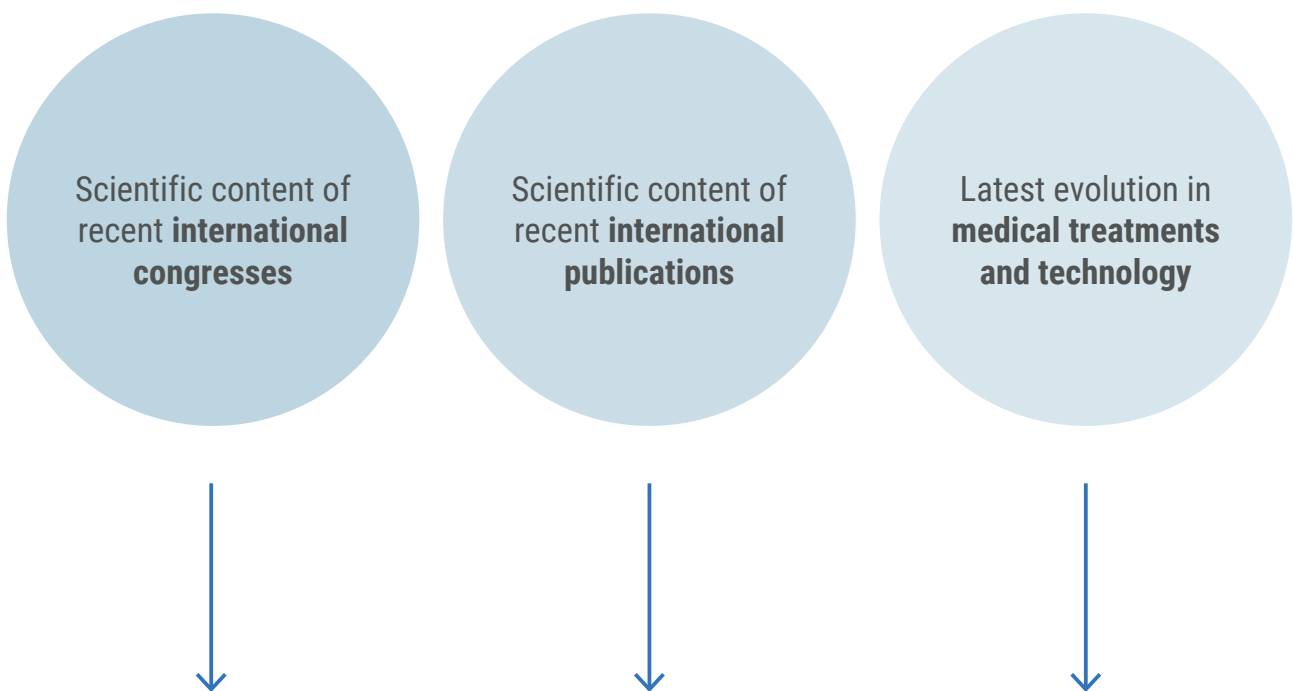 Scientific content of
recent international
congresses
Scientific content of
recent international
publications
Latest evolution in
medical treatments
and technology